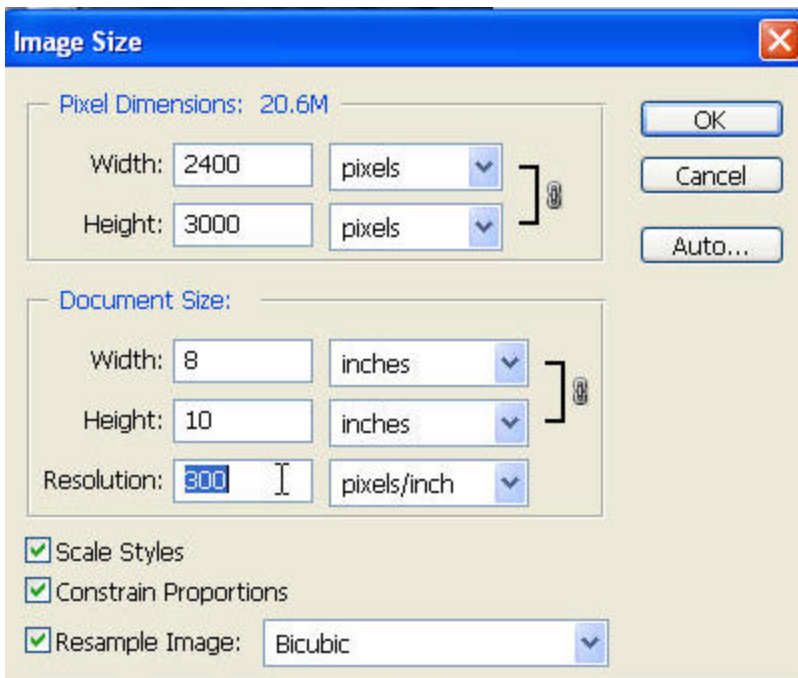 Image Size
Pixel Dimensions: 20.6M
OK
Width: 2400 pixels
Cancel
Height: 3000 pixels
Auto...
Document Size:
Width: 8 inches
Height: 10 inches
Resolution: 300 pixels/inch
Scale Styles
Constrain Proportions
Resample Image: Bicubic